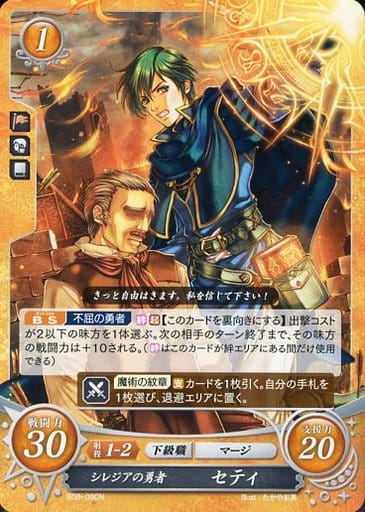 1
きっと自由はきます。私を信じて下さい！
B S 不屈の勇者 絆 起 【このカードを裏向きにする】出撃コスト
が2以下の味方を1体選ぶ。次の相手のターン終了まで、その味方
の戦闘力は+10される。（絆はこのカードが絆エリアにある間だけ使用
できる）
魔術の紋章 支 カードを1枚引く。自分の手札を
1枚選び、退避エリアに置く。
戦闘力
30
射程 1-2
下級職
マージ
支援力
20
シレジアの勇者 セティ
B08-090N
Illust：たかや友美